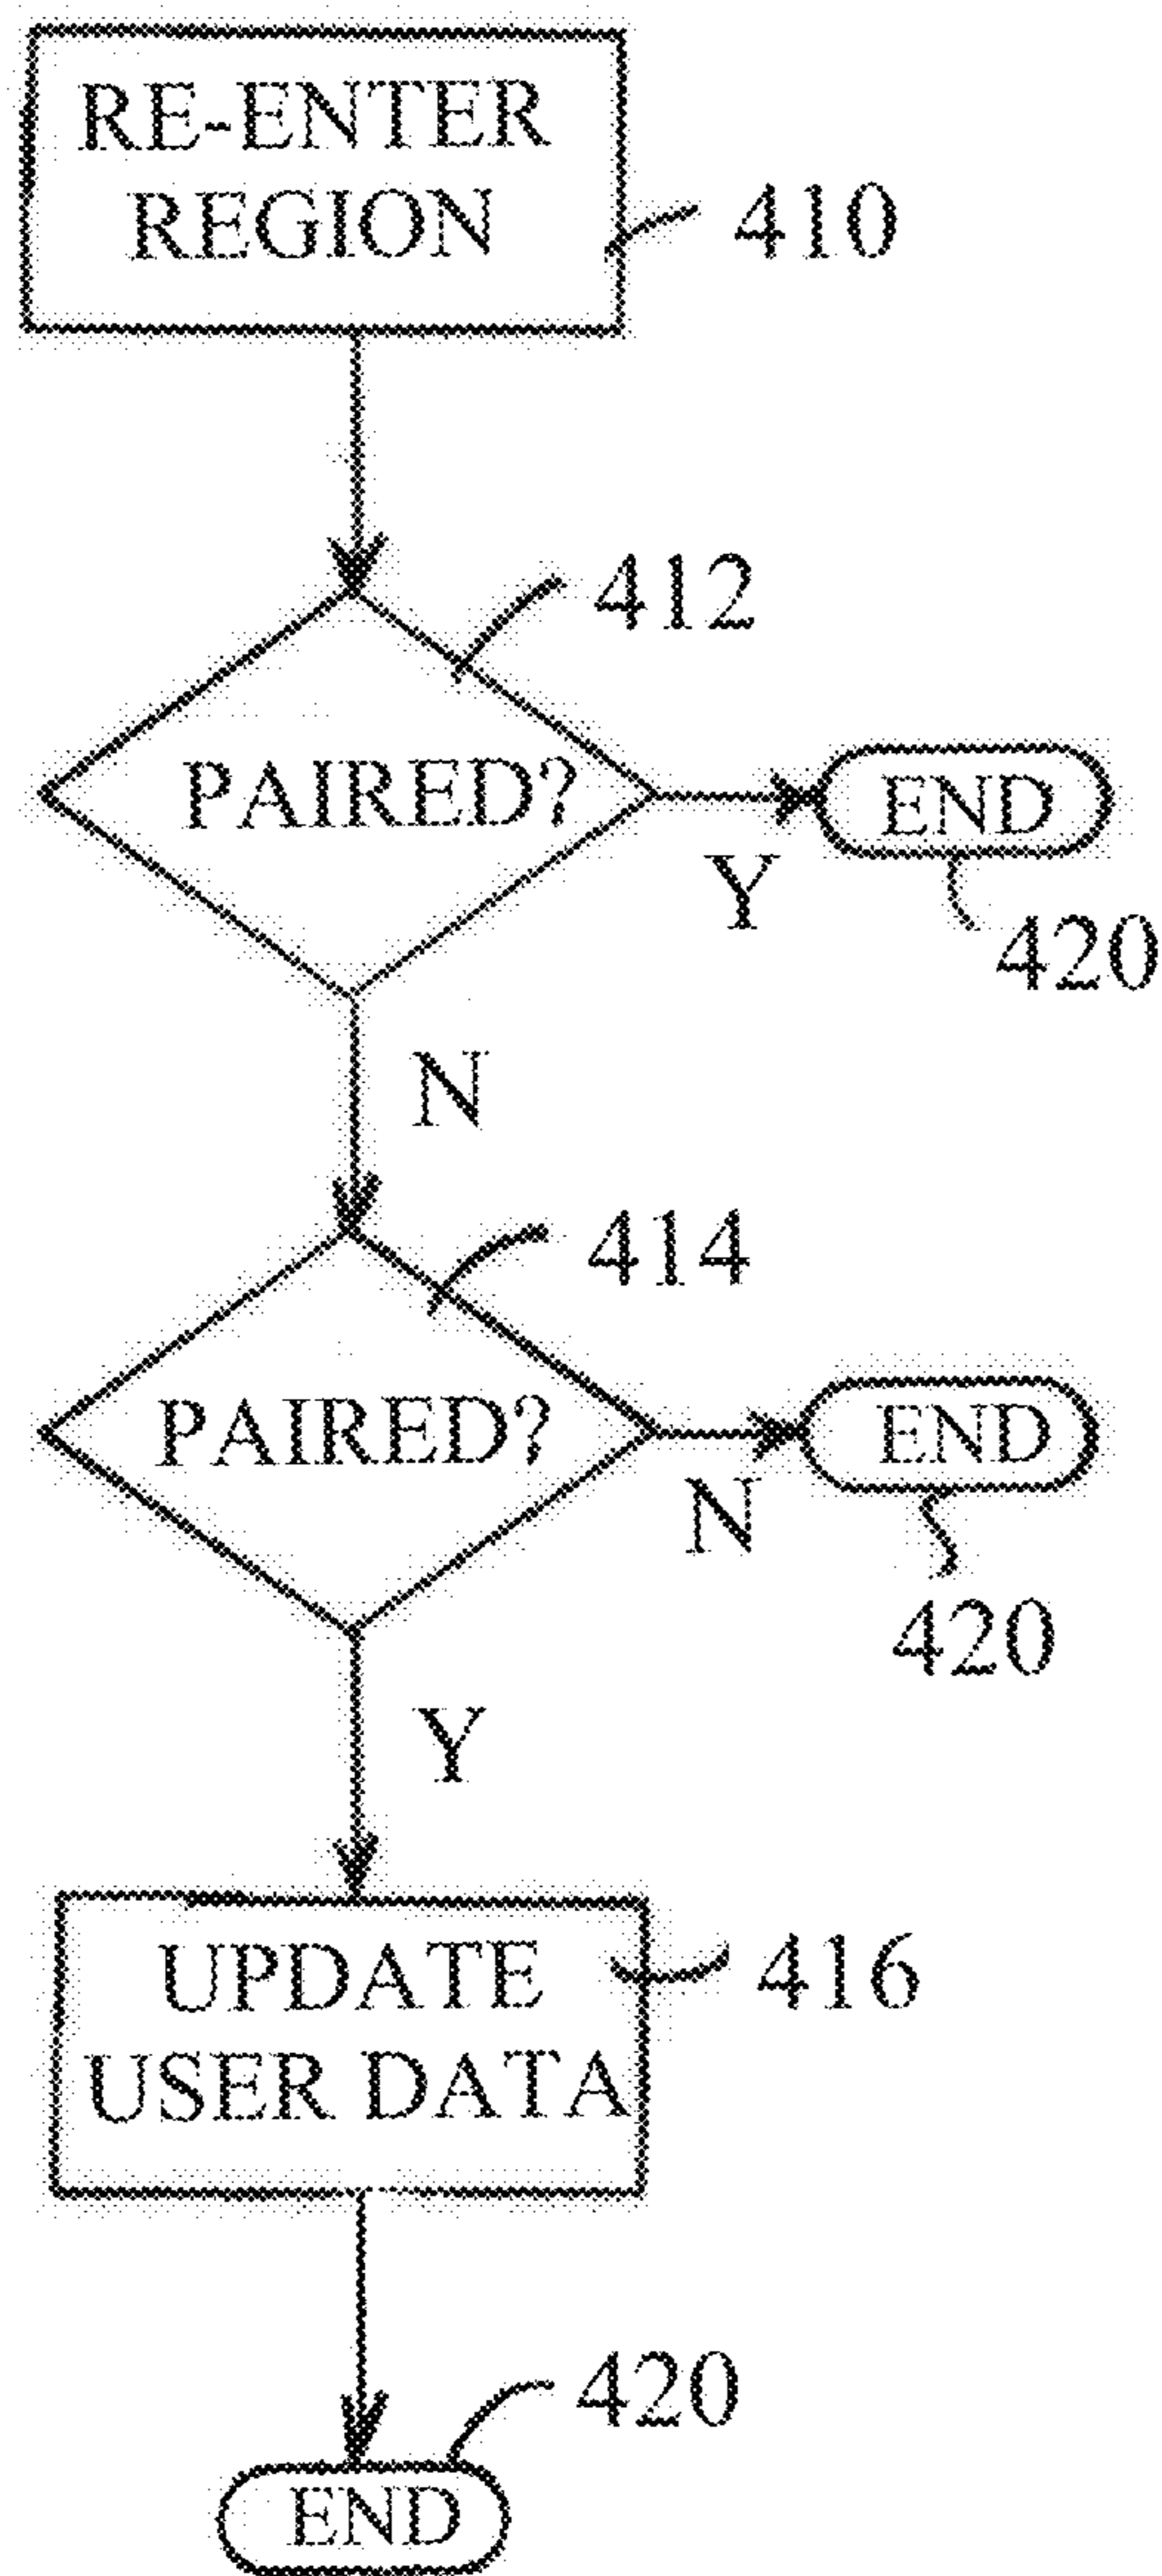 RE-ENTER
REGION
410
412
PAIRED?
END
Y
420
N
414
PAIRED?
END
N
420
Y
UPDATE
416
USER DATA
420
END